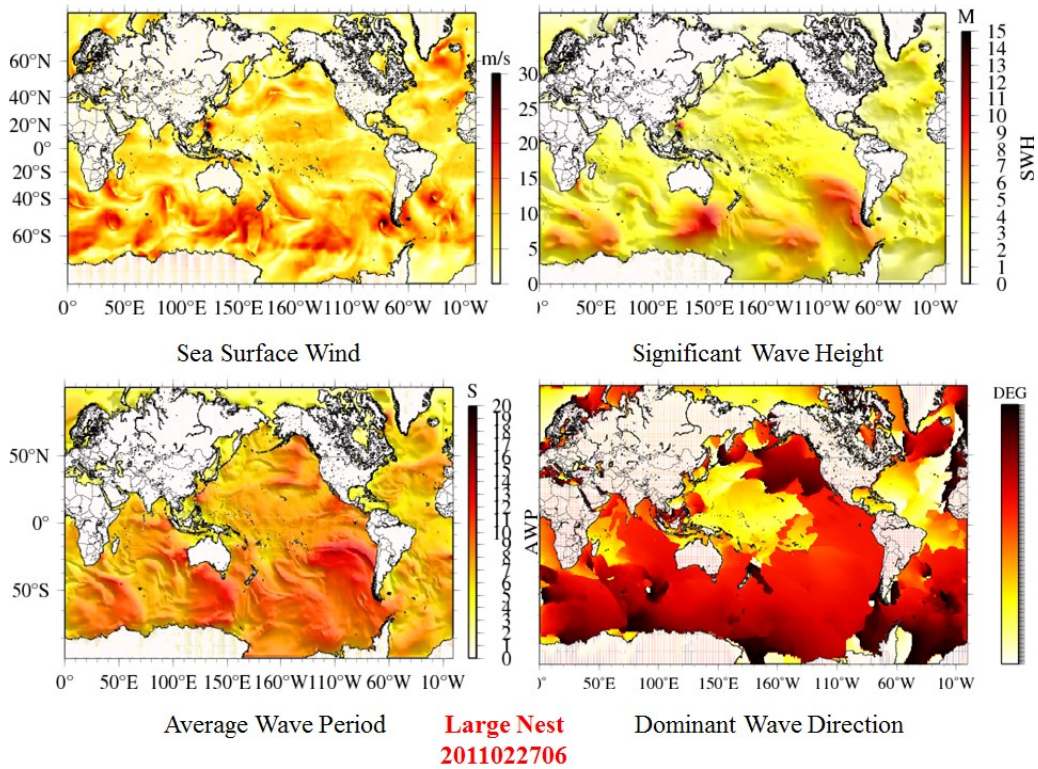 m/s
60°N
40°N
20°N
0°
20°S
40°S
60°S
0° 50°E 100°E 150°E 160°W 110°W 60°W 10°W
Sea Surface Wind
M
15
14
13
12
11
10
9
8
7
6
5
4
3
2
1
0
SWH
30
25
20
15
10
5
0
0° 50°E 100°E 150°E 160°W 110°W 60°W 10°W
Significant Wave Height
S
20
19
18
17
16
15
14
13
12
11
10
9
8
7
6
5
4
3
2
1
0
AWP
50°N
0°
50°S
0° 50°E 100°E 150°E 160°W 110°W 60°W 10°W
Average Wave Period
DEG
0° 50°E 100°E 150°E 160°W 110°W 60°W 10°W
Dominant Wave Direction
Large Nest
2011022706